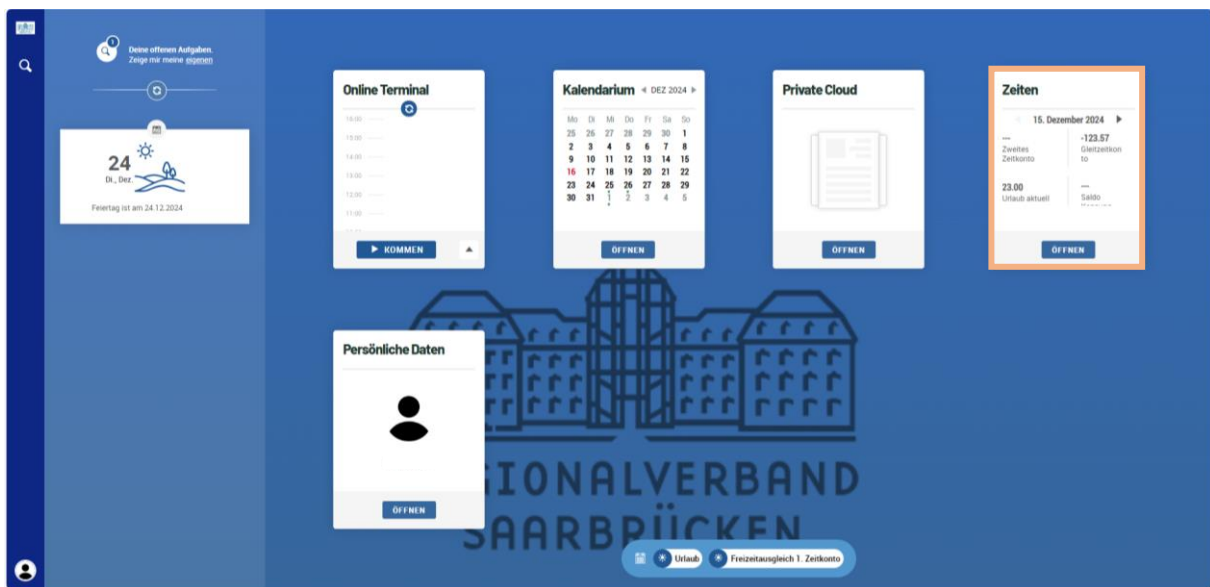 1
Deine offenen Aufgaben.
Zeige mir meine eigenen
24
Di., Dez.
Feiertag ist am 24.12.2024
Online Terminal
16:00
15:00
14:00
13:00
12:00
11:00
KOMMEN
Kalendarium DEZ 2024
Mo Di Mi Do Fr Sa So
25 26 27 28 29 30 1
2 3 4 5 6 7 8
9 10 11 12 13 14 15
16 17 18 19 20 21 22
23 24 25 26 27 28 29
30 31 1 2 3 4 5
ÖFFNEN
Private Cloud
ÖFFNEN
Zeiten
15. Dezember 2024
---
Zweites
Zeitkonto
-123.57
Gleitzeitkon
to
23.00
Urlaub aktuell
---
Saldo
ÖFFNEN
Persönliche Daten
ÖFFNEN
GIONALVERBAND
SAARBRÜCKEN
Urlaub
Freizeitausgleich 1. Zeitkonto